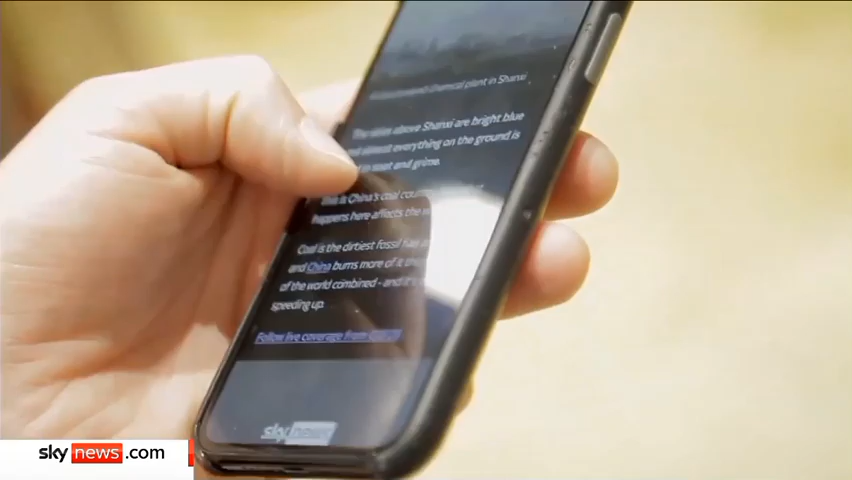 chemical plant in Shanxi
The skies above Shanxi are bright blue
and almost everything on the ground is
in soot and grime.
This is China's coal
happens here affects the
Coal is the dirtiest fossil
and China burns more of it
of the world combined - and it's
speeding up.
Follow live coverage from
sky news
sky news.com